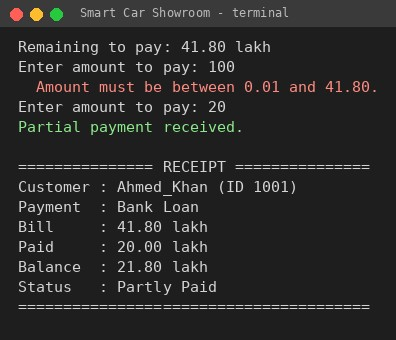 Smart Car Showroom - terminal
Remaining to pay: 41.80 lakh
Enter amount to pay: 100
Amount must be between 0.01 and 41.80.
Enter amount to pay: 20
Partial payment received.
=============== RECEIPT ===============
Customer : Ahmed_Khan (ID 1001)
Payment  : Bank Loan
Bill     : 41.80 lakh
Paid     : 20.00 lakh
Balance  : 21.80 lakh
Status   : Partly Paid
=======================================